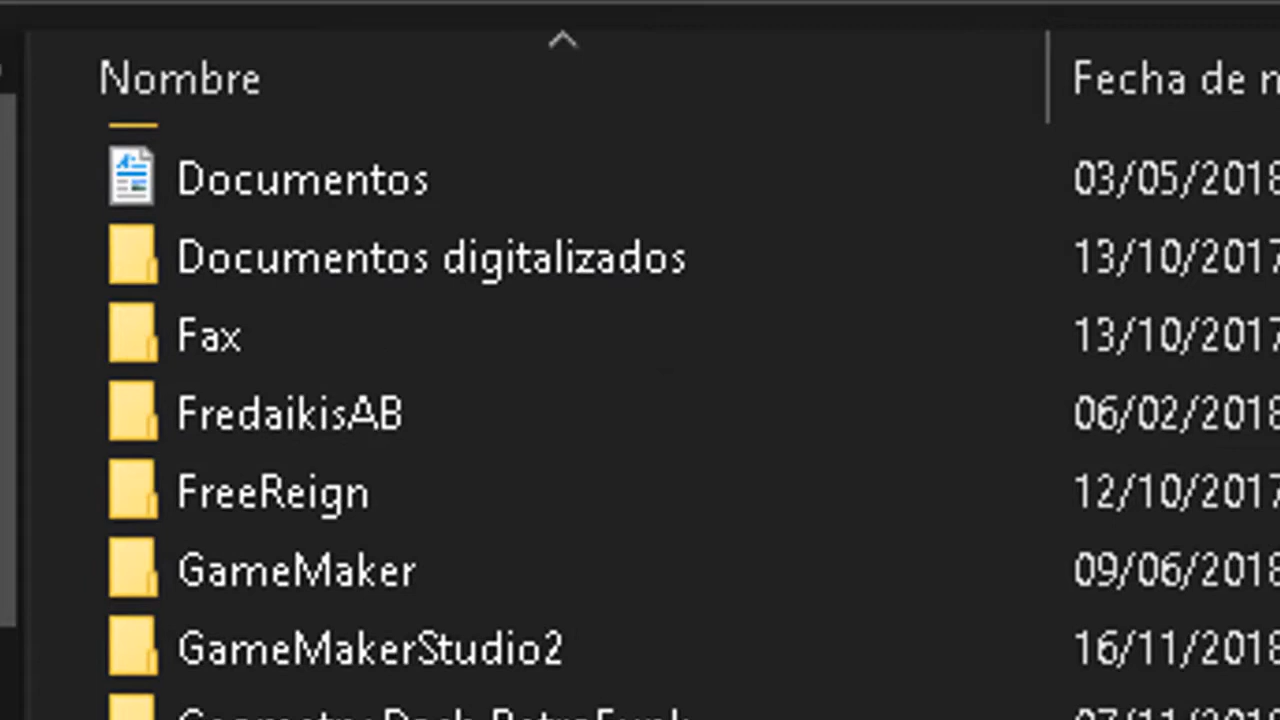 Nombre Fecha de
Documentos 03/05/2018
Documentos digitalizados 13/10/2017
Fax 13/10/2017
FredaikisAB 06/02/2018
FreeReign 12/10/2017
GameMaker 09/06/2018
GameMakerStudio2 16/11/2018